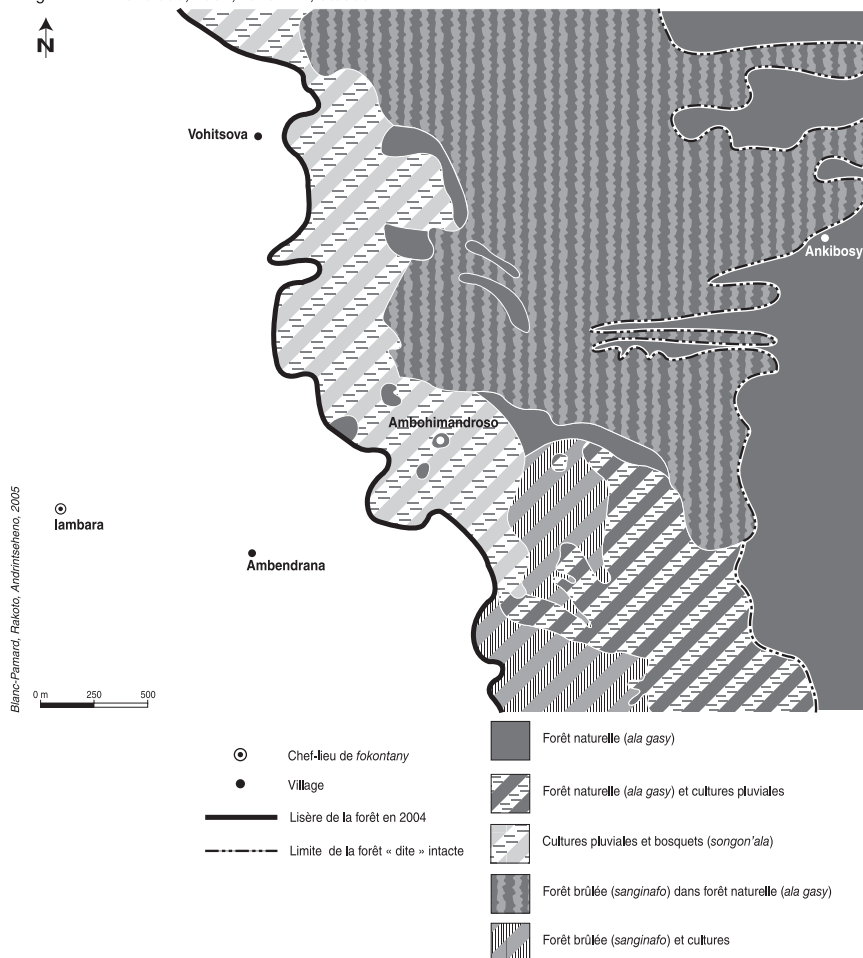 N
Vohitsova
Ankibosy
Ambohimandroso
Iambara
Ambendrana
Blanc-Pamard, Rakoto, Andrintseheno, 2005
0 m 250 500
Chef-lieu de fokontany
Village
Lisère de la forêt en 2004
Limite de la forêt « dite » intacte
Forêt naturelle (ala gasy)
Forêt naturelle (ala gasy) et cultures pluviales
Cultures pluviales et bosquets (songon'ala)
Forêt brûlée (sanginafo) dans forêt naturelle (ala gasy)
Forêt brûlée (sanginafo) et cultures